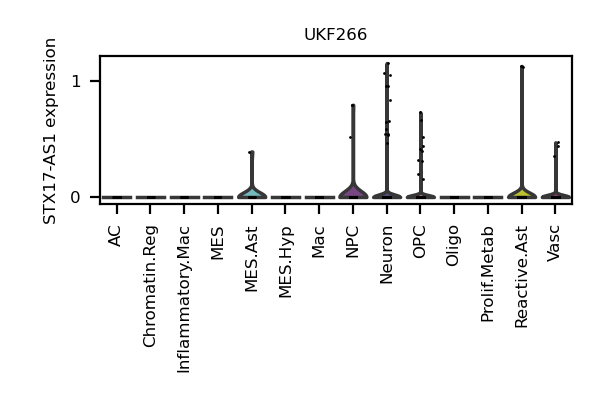 UKF266
STX17-AS1 expression
1
0
AC
Chromatin.Reg
Inflammatory.Mac
MES
MES.Ast
MES.Hyp
Mac
NPC
Neuron
OPC
Oligo
Prolif.Metab
Reactive.Ast
Vasc